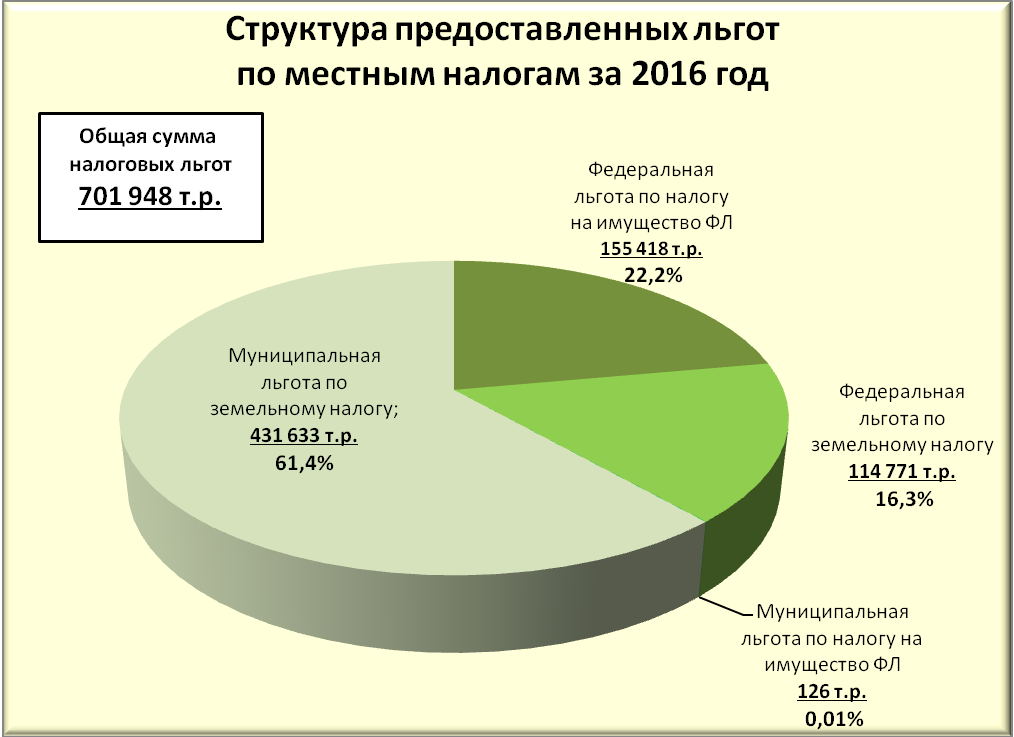 Структура предоставленных льгот
по местным налогам за 2016 год
Общая сумма
налоговых льгот
701 948 т.р.
Федеральная
льгота по налогу
на имущество ФЛ
155 418 т.р.
22,2%
Муниципальная
льгота по
земельному налогу;
431 633 т.р.
61,4%
Федеральная
льгота по
земельному налогу
114 771 т.р.
16,3%
Муниципальная
льгота по налогу на
имущество ФЛ
126 т.р.
0,01%